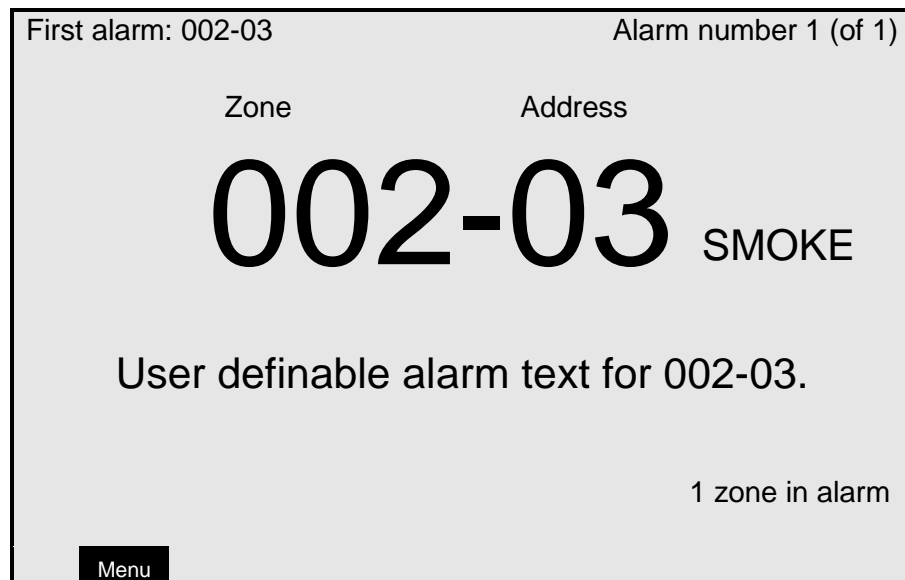 First alarm: 002-03 Alarm number 1 (of 1)
Zone Address
002-03 SMOKE
User definable alarm text for 002-03.
1 zone in alarm
Menu